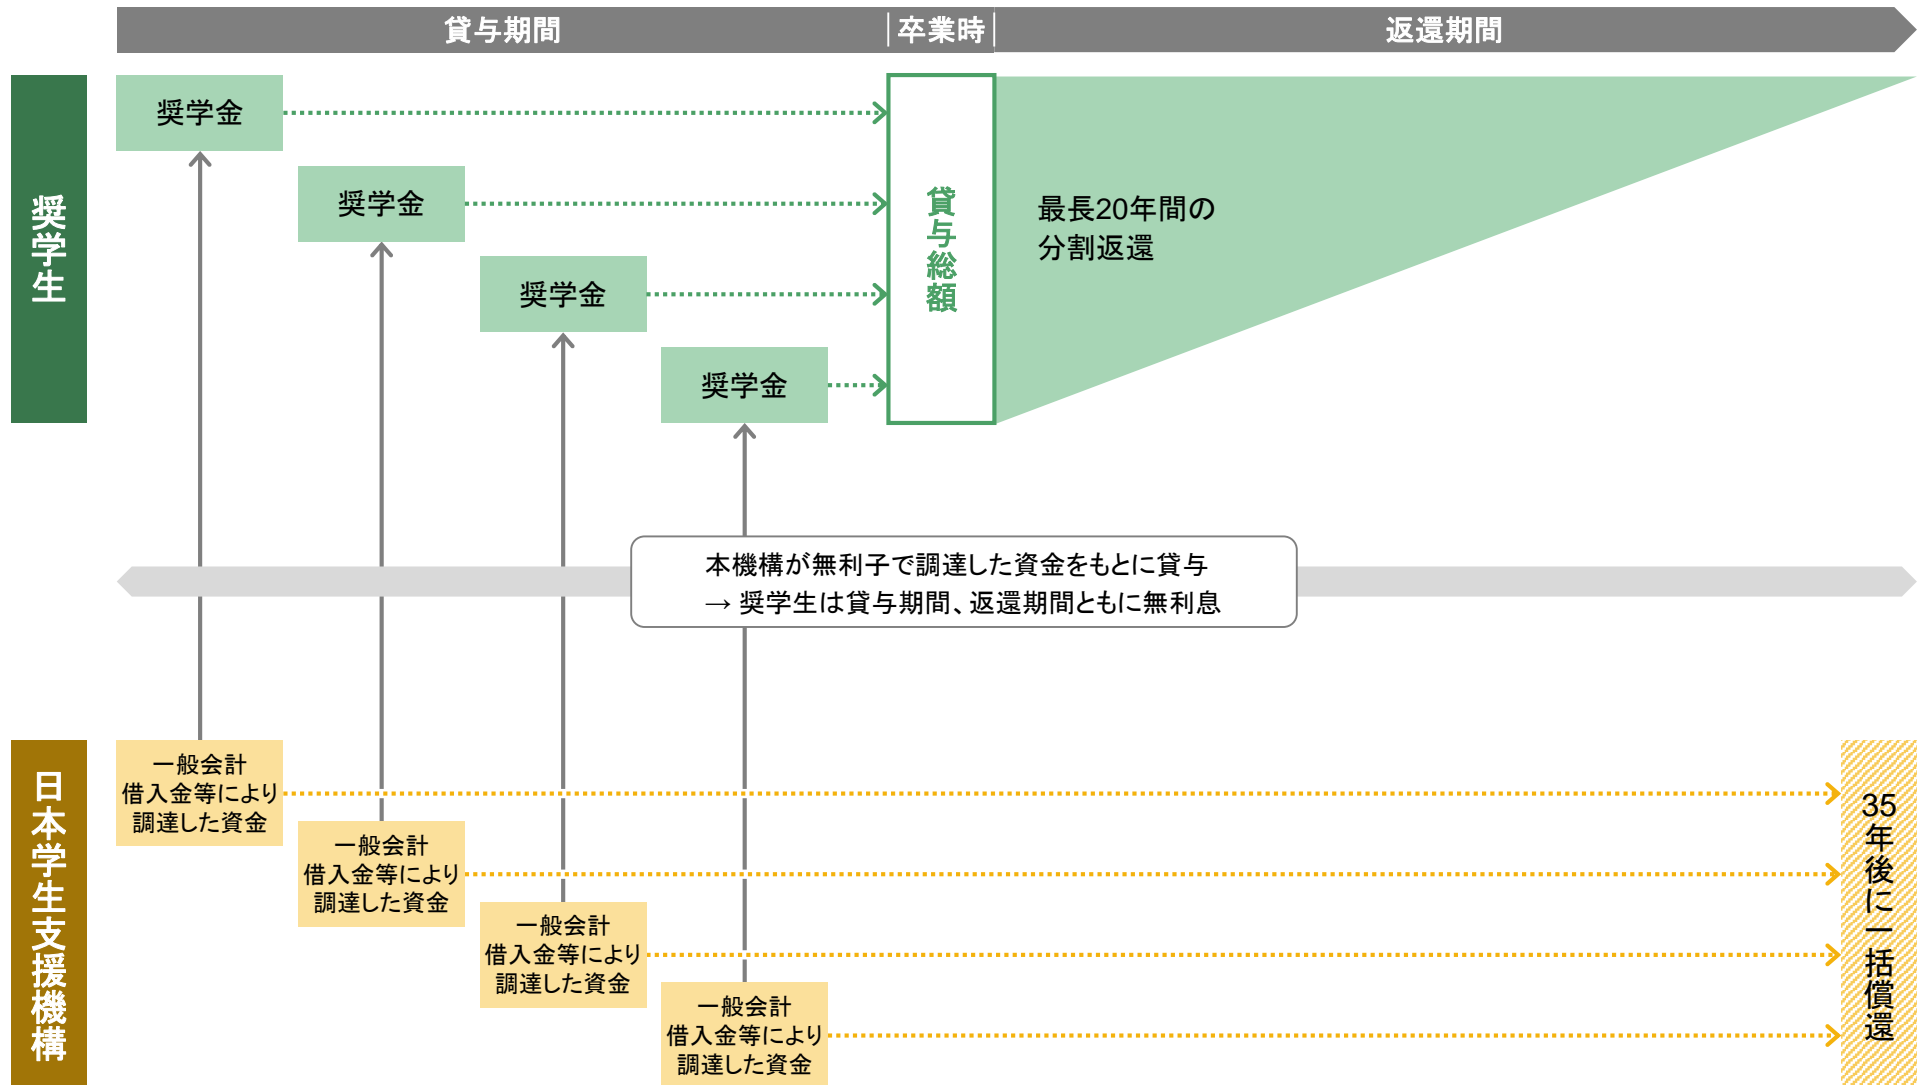 貸与期間
卒業時
返還期間
奨学生
奨学金
奨学金
奨学金
奨学金
貸与総額
最長20年間の
分割返還
本機構が無利子で調達した資金をもとに貸与
→ 奨学生は貸与期間、返還期間ともに無利息
日本学生支援機構
一般会計
借入金等により
調達した資金
一般会計
借入金等により
調達した資金
一般会計
借入金等により
調達した資金
一般会計
借入金等により
調達した資金
35年後に一括償還